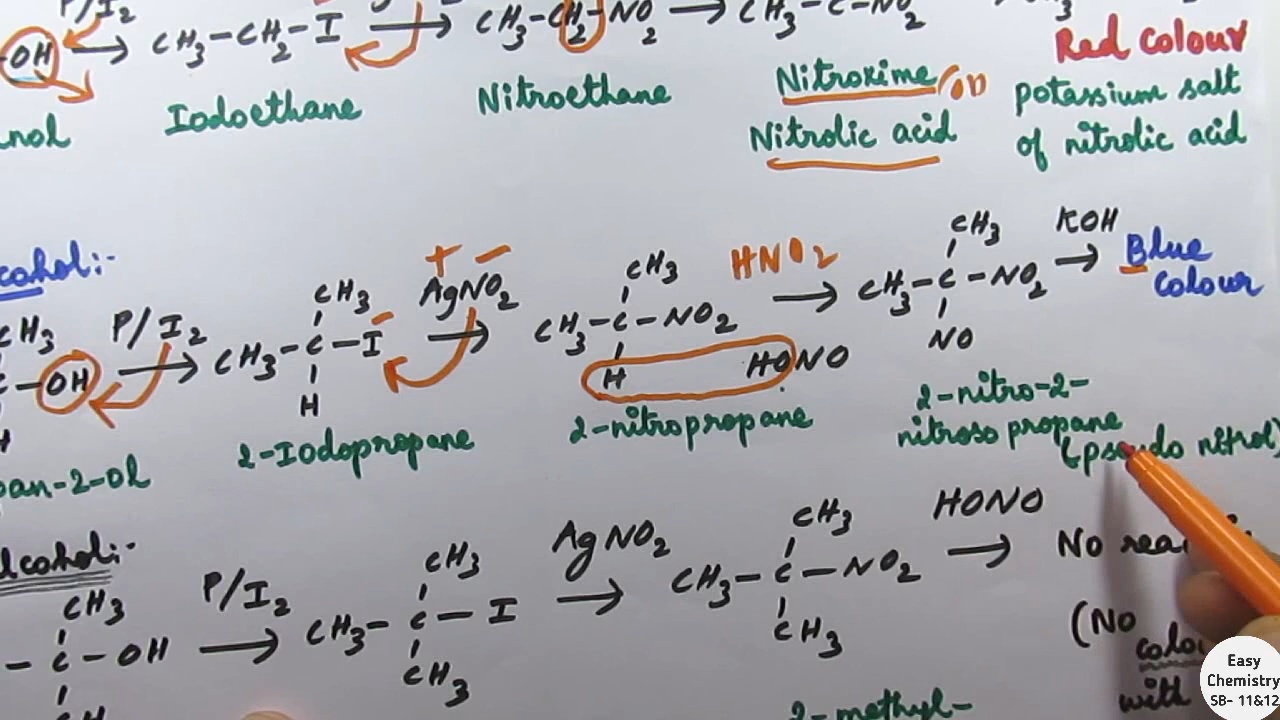 P/I2
OH → CH3-CH2-I → CH3-CH2-NO2 → CH3-C-NO2
nol Iodoethane Nitroethane Nitroxime (or)
Nitrolic acid
Red colour
potassium salt
of nitrolic acid
cohol:-
CH3
C-OH
P/I2 →
CH3
CH3-C-I
H
+ -
AgNO2 →
CH3
CH3-C-NO2
H HONO
HNO2 →
CH3
CH3-C-NO2
NO
KOH →
Blue
colour
pan-2-ol
2-Iodopropane
2-nitropropane
2-nitro-2-
nitroso propane
(pseudo nitrol)
lcohol:-
CH3
-C-OH
P/I2 →
CH3
CH3-C-I
CH3
AgNO2 →
CH3
CH3-C-NO2
CH3
HONO →
No
(No
with
2-methyl-
Easy
Chemistry
SB- 11&12